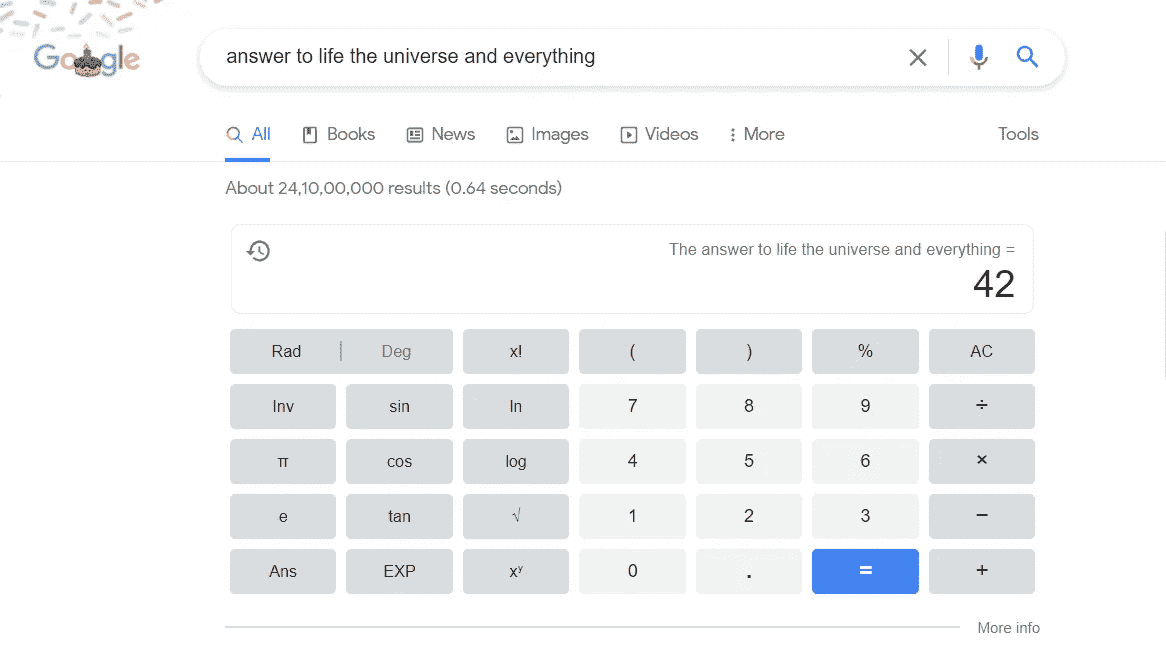 Google
answer to life the universe and everything
All Books News Images Videos More Tools
About 24,10,00,000 results (0.64 seconds)
The answer to life the universe and everything =
42
Rad Deg x! ( ) % AC
Inv sin ln 7 8 9 ÷
π cos log 4 5 6 ×
e tan √ 1 2 3 −
Ans EXP xʸ 0 . = +
More info